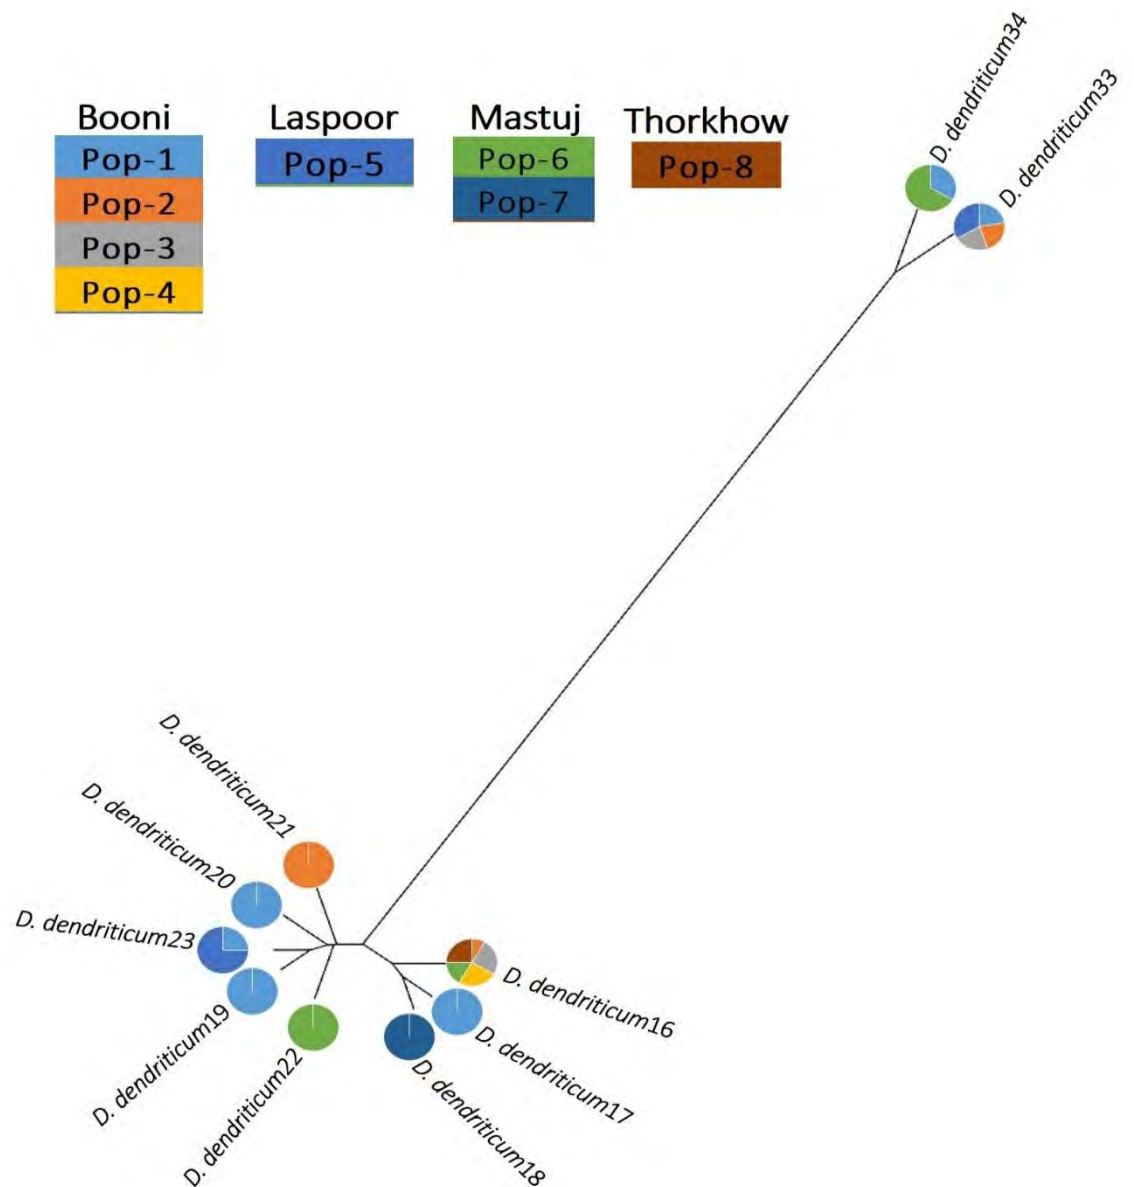 Booni
Pop-1
Pop-2
Pop-3
Pop-4
Laspoor
Pop-5
Mastuj
Pop-6
Pop-7
Thorkhow
Pop-8
D. dendriticum34
D. dendriticum33
D. dendriticum21
D. dendriticum20
D. dendriticum23
D. dendriticum19
D. dendriticum22
D. dendriticum16
D. dendriticum17
D. dendriticum18